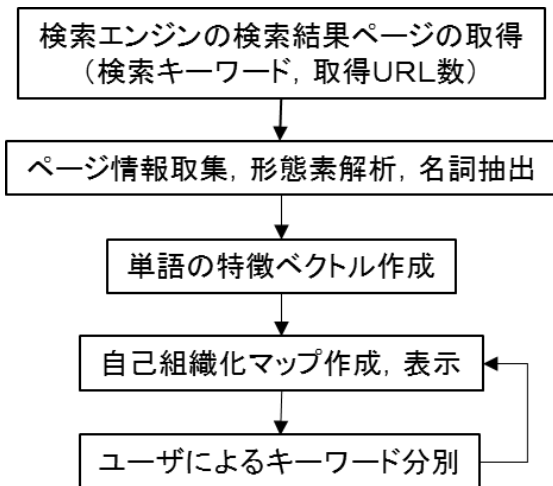 検索エンジンの検索結果ページの取得
（検索キーワード，取得ＵＲＬ数）
ページ情報取集，形態素解析，名詞抽出
単語の特徴ベクトル作成
自己組織化マップ作成，表示
ユーザによるキーワード分別